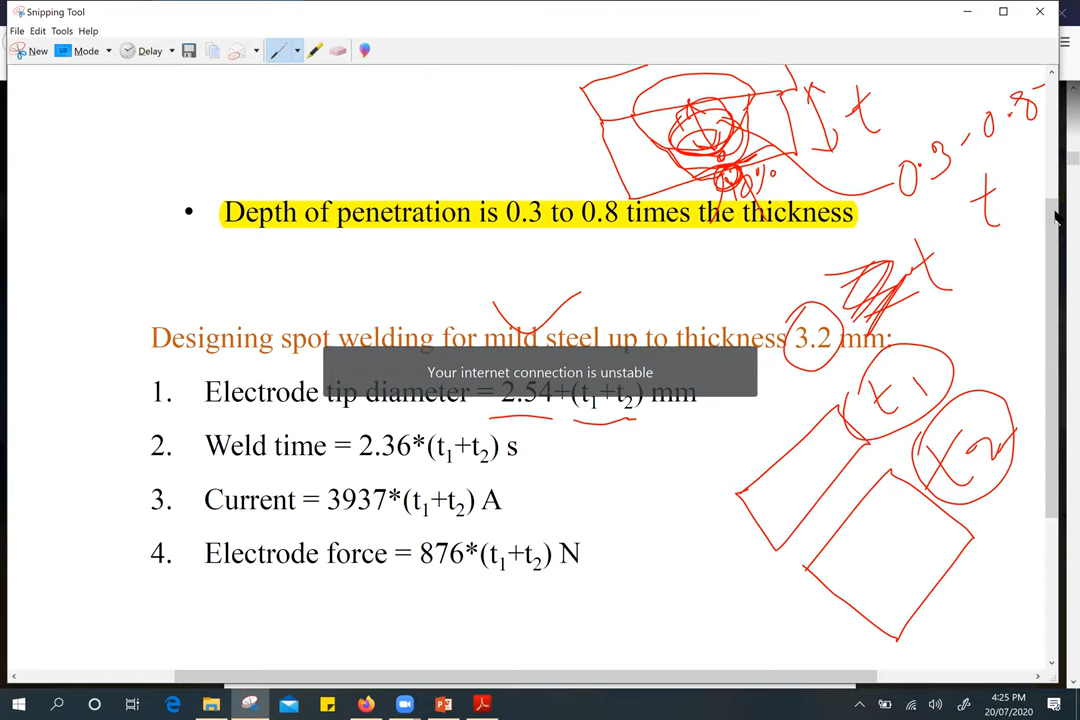 Snipping Tool
File Edit Tools Help
New Mode Delay
t
0.3 - 0.8
t
10%
• Depth of penetration is 0.3 to 0.8 times the thickness
t
Designing spot welding for mild steel up to thickness 3.2 mm:
Your internet connection is unstable
1. Electrode tip diameter = 2.54+(t₁+t₂) mm
t1
2. Weld time = 2.36*(t₁+t₂) s
t2
3. Current = 3937*(t₁+t₂) A
4. Electrode force = 876*(t₁+t₂) N
4:25 PM
20/07/2020